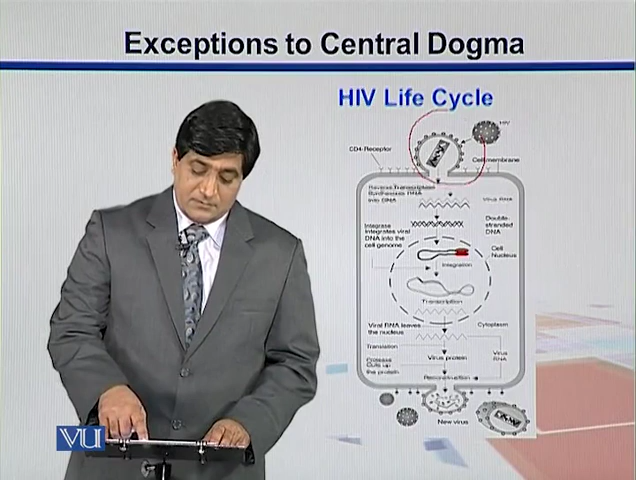 Exceptions to Central Dogma
HIV Life Cycle
HIV
CD4-Receptor
Cell membrane
Reverse Transcriptase
Synthesizes RNA
into DNA
Virus RNA
Integrase
Integrates viral
DNA into the
cell genome
Double-
stranded
DNA
Cell
Nucleus
Integration
Transcription
Viral RNA leaves
the nucleus
Cytoplasm
Translation
Virus protein
Virus
RNA
Protease
Cuts up
the protein
Reconstruction
New virus
VU